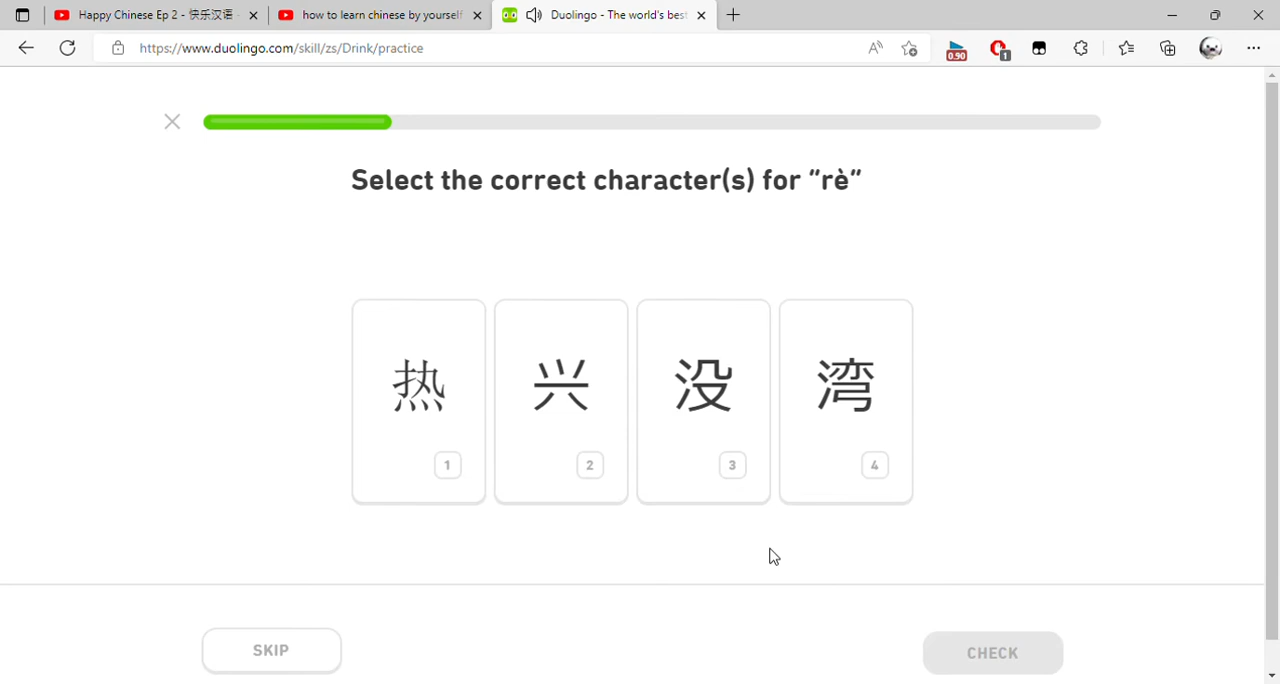 Happy Chinese Ep 2 - 快乐汉语 -
how to learn chinese by yourself
Duolingo - The world's best
https://www.duolingo.com/skill/zs/Drink/practice
0.90
1
Select the correct character(s) for “rè”
热
兴
没
湾
1
2
3
4
SKIP
CHECK